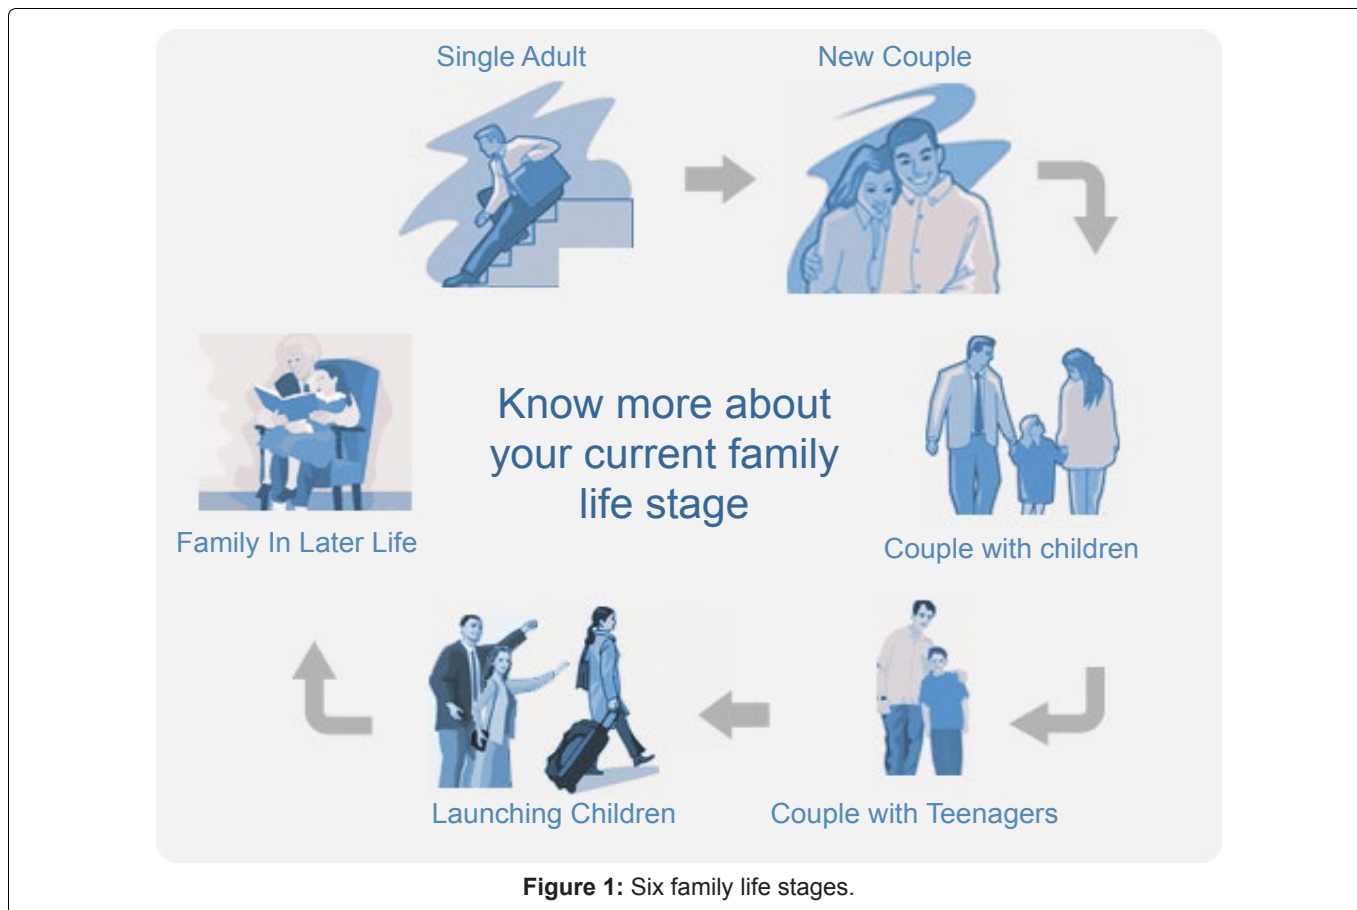 Single Adult
New Couple
Know more about
your current family
life stage
Family In Later Life
Couple with children
Launching Children
Couple with Teenagers
Figure 1: Six family life stages.